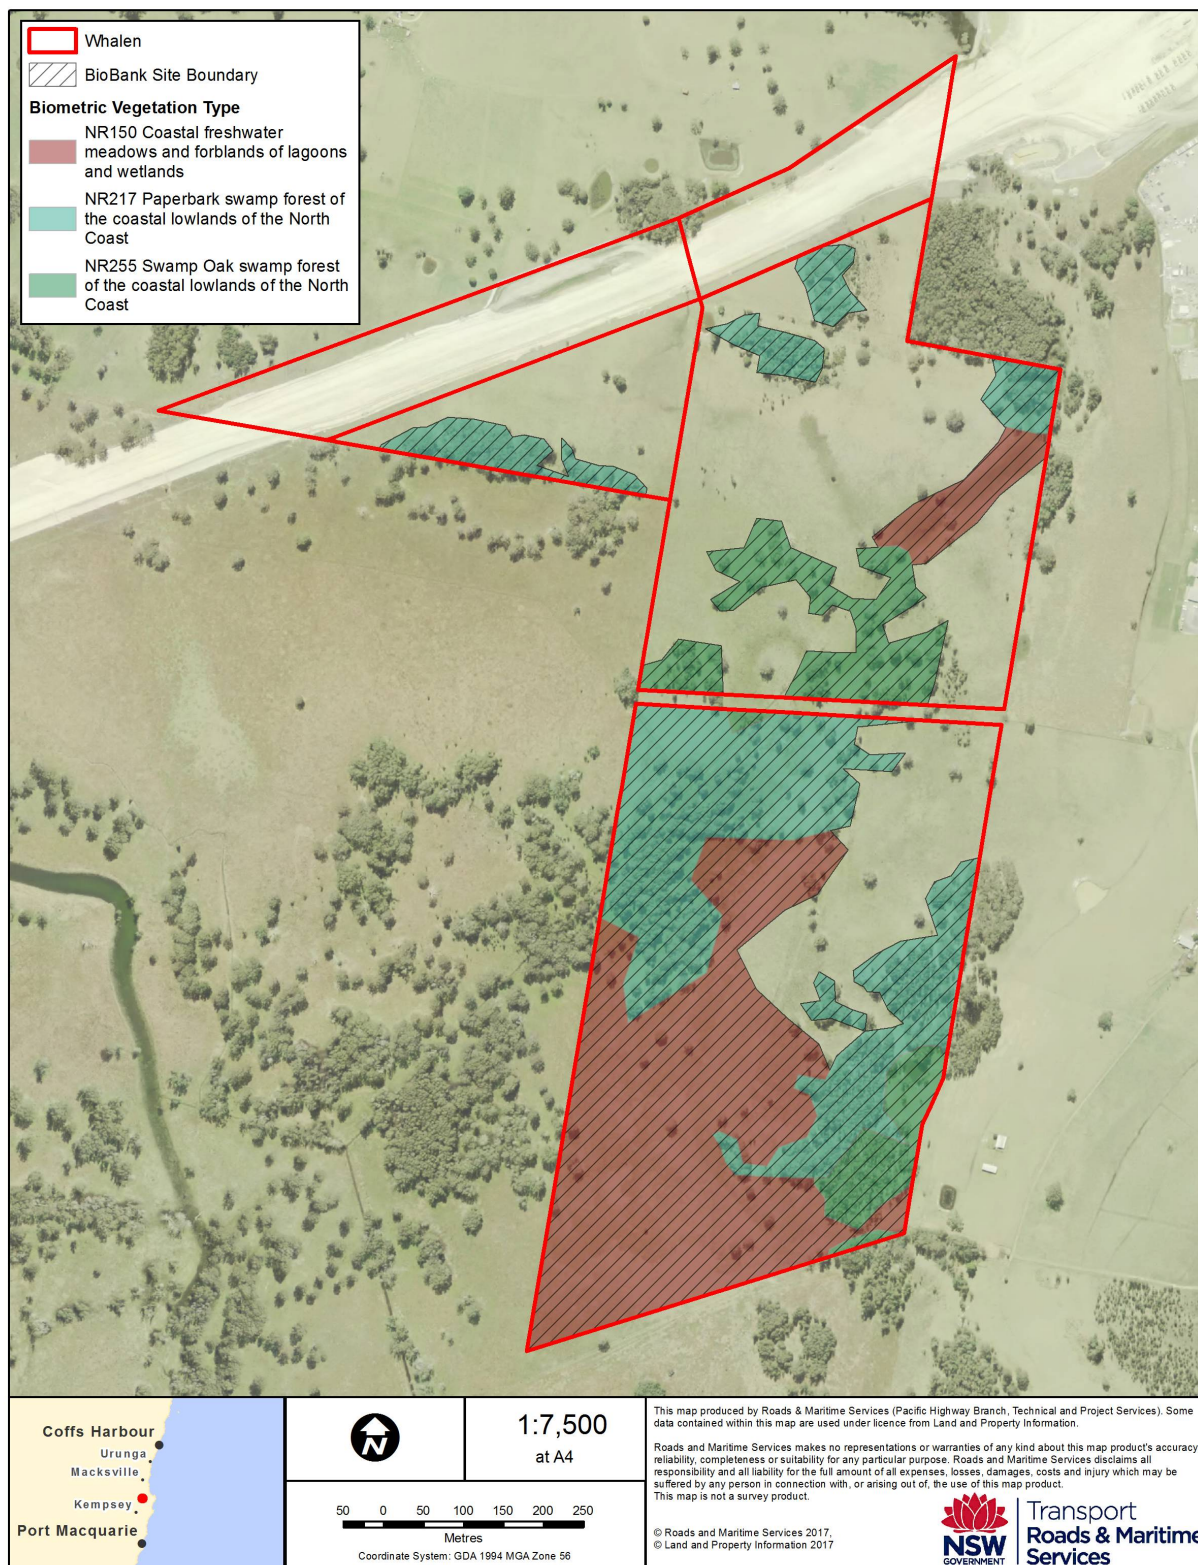 Whalen
BioBank Site Boundary
Biometric Vegetation Type
NR150 Coastal freshwater
meadows and forblands of lagoons
and wetlands
NR217 Paperbark swamp forest of
the coastal lowlands of the North
Coast
NR255 Swamp Oak swamp forest
of the coastal lowlands of the North
Coast
Coffs Harbour
Urunga
Macksville
Kempsey
Port Macquarie
N
1:7,500
at A4
50 0 50 100 150 200 250
Metres
Coordinate System: GDA 1994 MGA Zone 56
This map produced by Roads & Maritime Services (Pacific Highway Branch, Technical and Project Services). Some
data contained within this map are used under licence from Land and Property Information.
Roads and Maritime Services makes no representations or warranties of any kind about this map product's accuracy,
reliability, completeness or suitability for any particular purpose. Roads and Maritime Services disclaims all
responsibility and all liability for the full amount of all expenses, losses, damages, costs and injury which may be
suffered by any person in connection with, or arising out of, the use of this map product.
This map is not a survey product.
© Roads and Maritime Services 2017,
© Land and Property Information 2017
NSW
GOVERNMENT
Transport
Roads & Maritime
Services